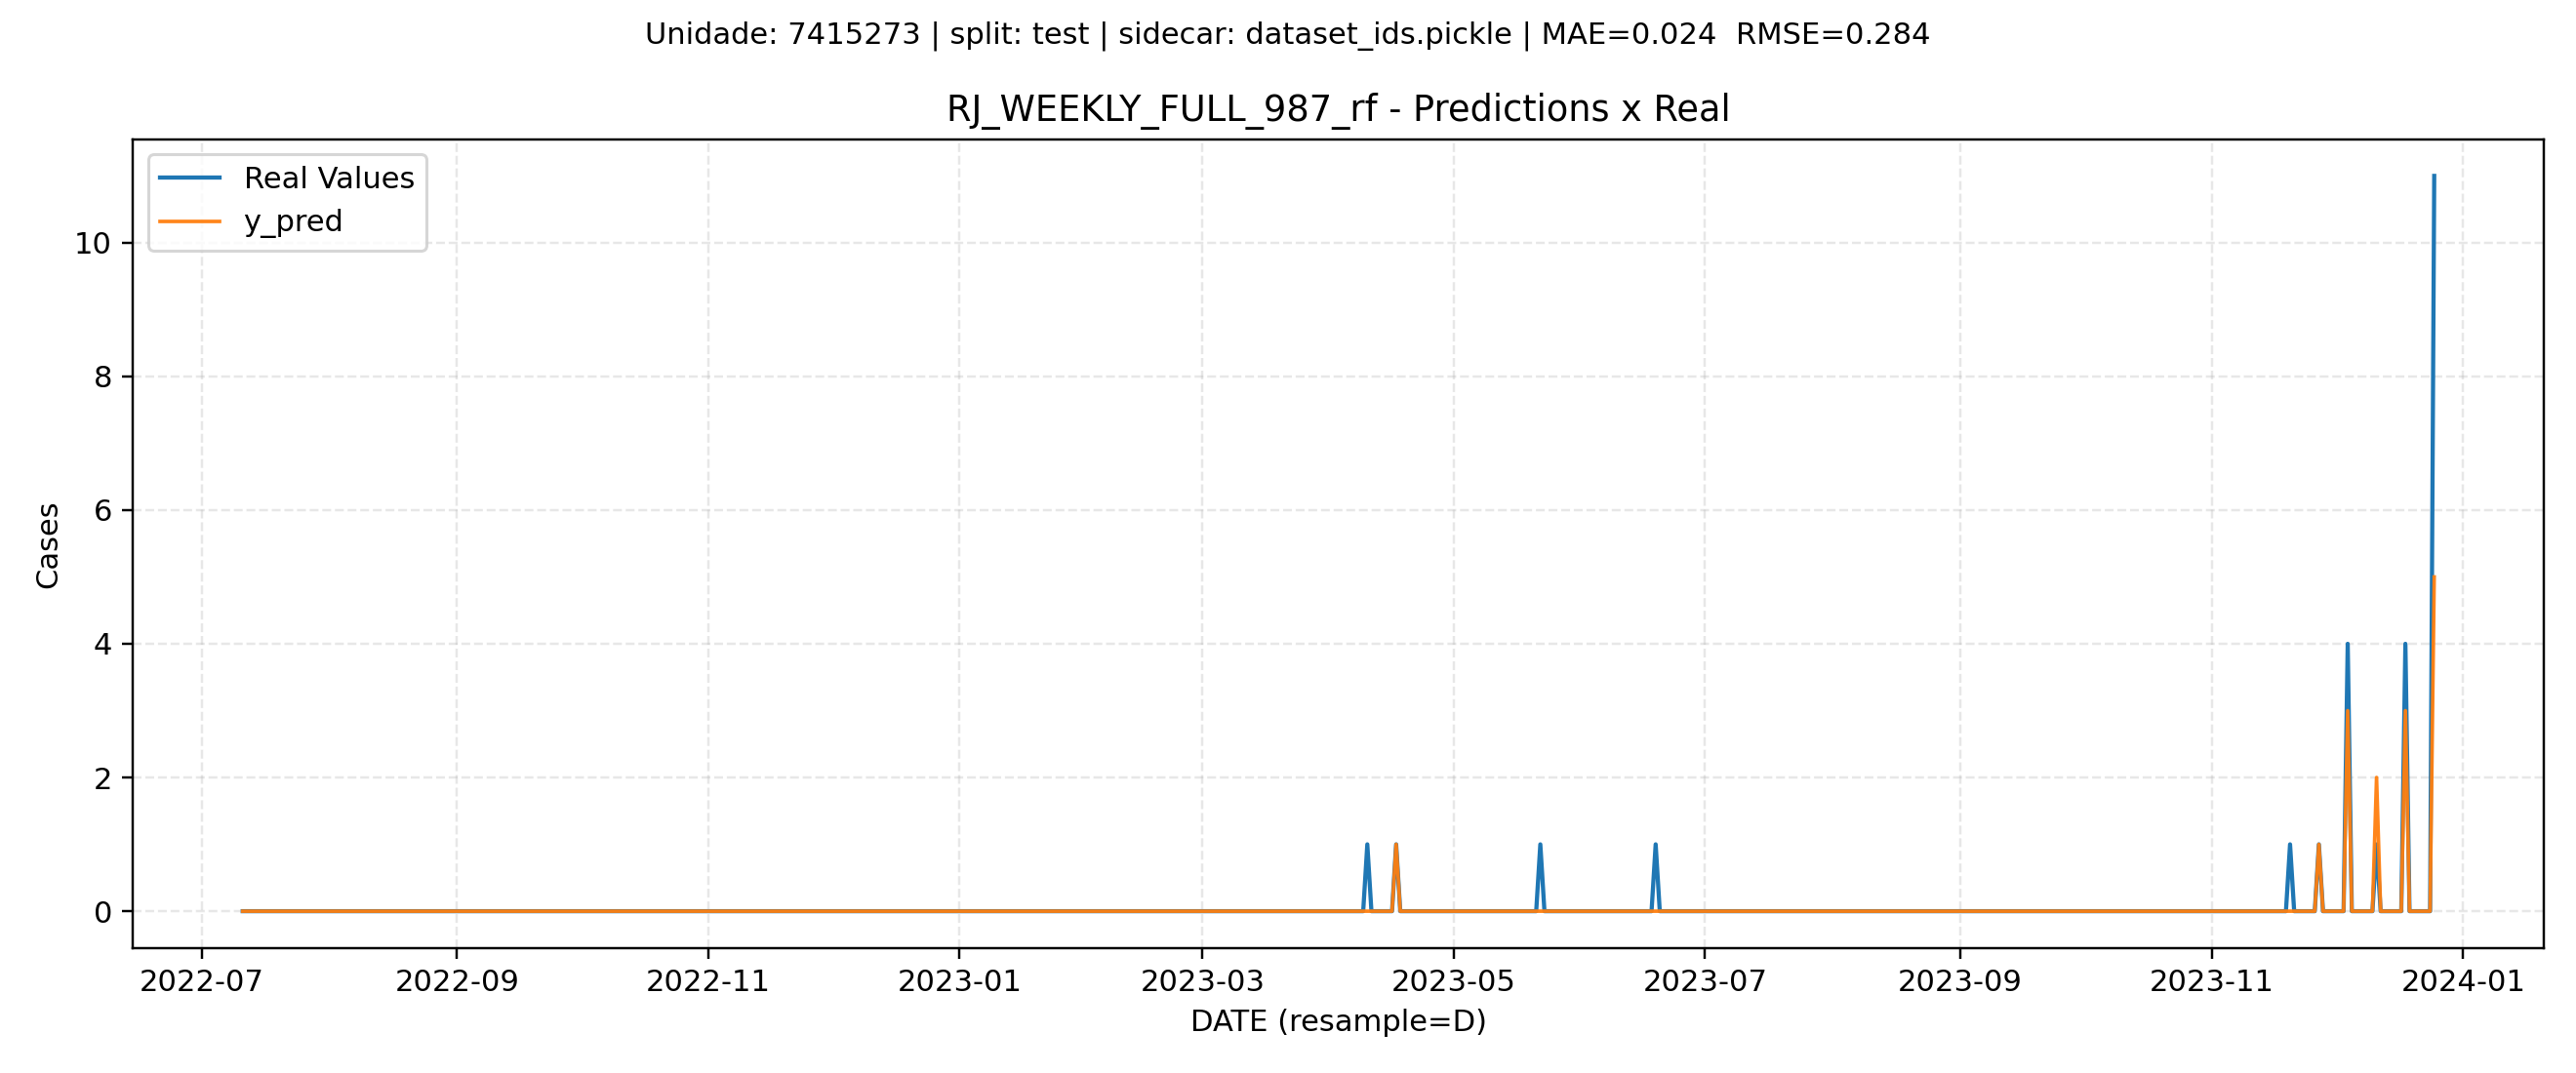 Unidade: 7415273 | split: test | sidecar: dataset_ids.pickle | MAE=0.024  RMSE=0.284
RJ_WEEKLY_FULL_987_rf - Predictions x Real
Real Values
y_pred
10
8
6
4
2
0
Cases
2022-07
2022-09
2022-11
2023-01
2023-03
2023-05
2023-07
2023-09
2023-11
2024-01
DATE (resample=D)